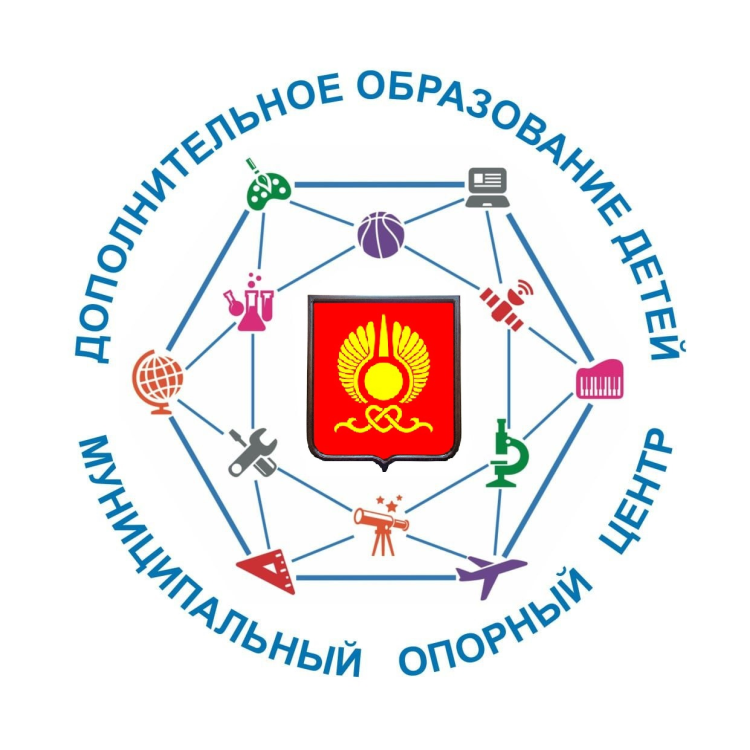 ДОПОЛНИТЕЛЬНОЕ ОБРАЗОВАНИЕ ДЕТЕЙ
МУНИЦИПАЛЬНЫЙ ОПОРНЫЙ ЦЕНТР